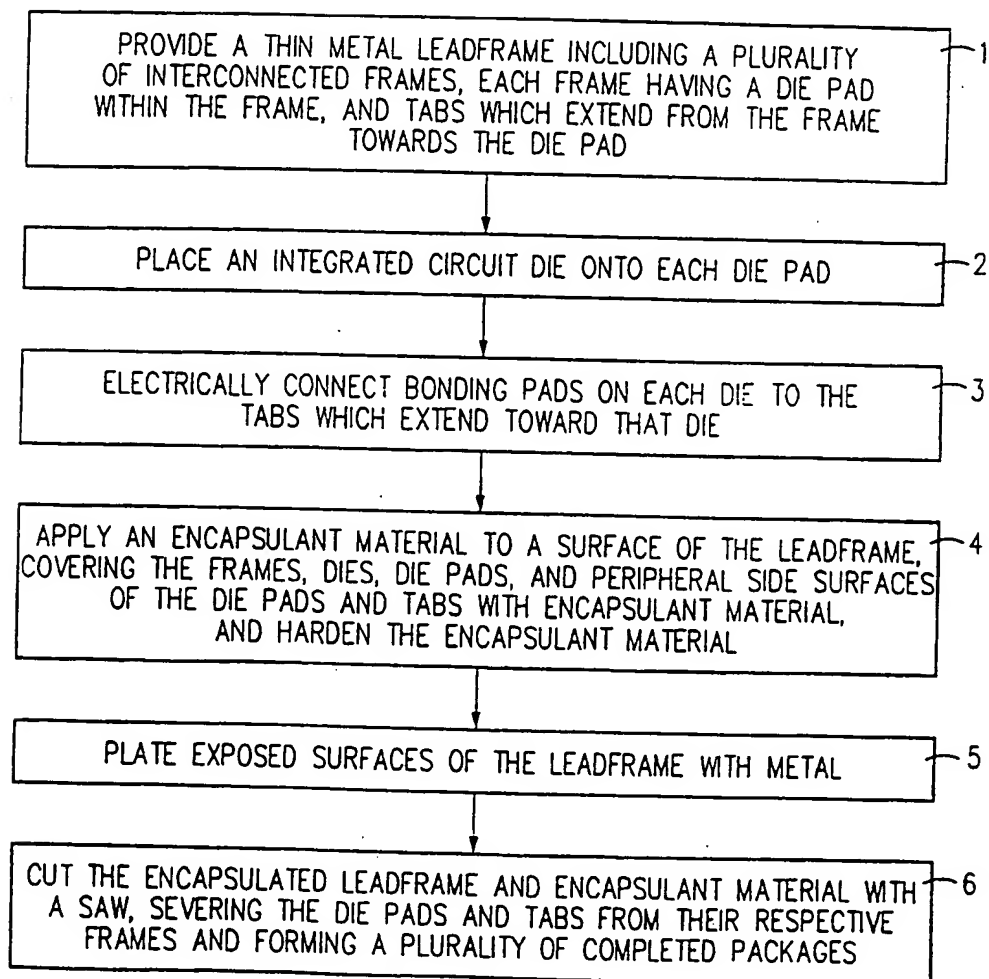 PROVIDE A THIN METAL LEADFRAME INCLUDING A PLURALITY
OF INTERCONNECTED FRAMES, EACH FRAME HAVING A DIE PAD
WITHIN THE FRAME, AND TABS WHICH EXTEND FROM THE FRAME
TOWARDS THE DIE PAD
1
PLACE AN INTEGRATED CIRCUIT DIE ONTO EACH DIE PAD
2
ELECTRICALLY CONNECT BONDING PADS ON EACH DIE TO THE
TABS WHICH EXTEND TOWARD THAT DIE
3
APPLY AN ENCAPSULANT MATERIAL TO A SURFACE OF THE LEADFRAME,
COVERING THE FRAMES, DIES, DIE PADS, AND PERIPHERAL SIDE SURFACES
OF THE DIE PADS AND TABS WITH ENCAPSULANT MATERIAL,
AND HARDEN THE ENCAPSULANT MATERIAL
4
PLATE EXPOSED SURFACES OF THE LEADFRAME WITH METAL
5
CUT THE ENCAPSULATED LEADFRAME AND ENCAPSULANT MATERIAL WITH
A SAW, SEVERING THE DIE PADS AND TABS FROM THEIR RESPECTIVE
FRAMES AND FORMING A PLURALITY OF COMPLETED PACKAGES
6